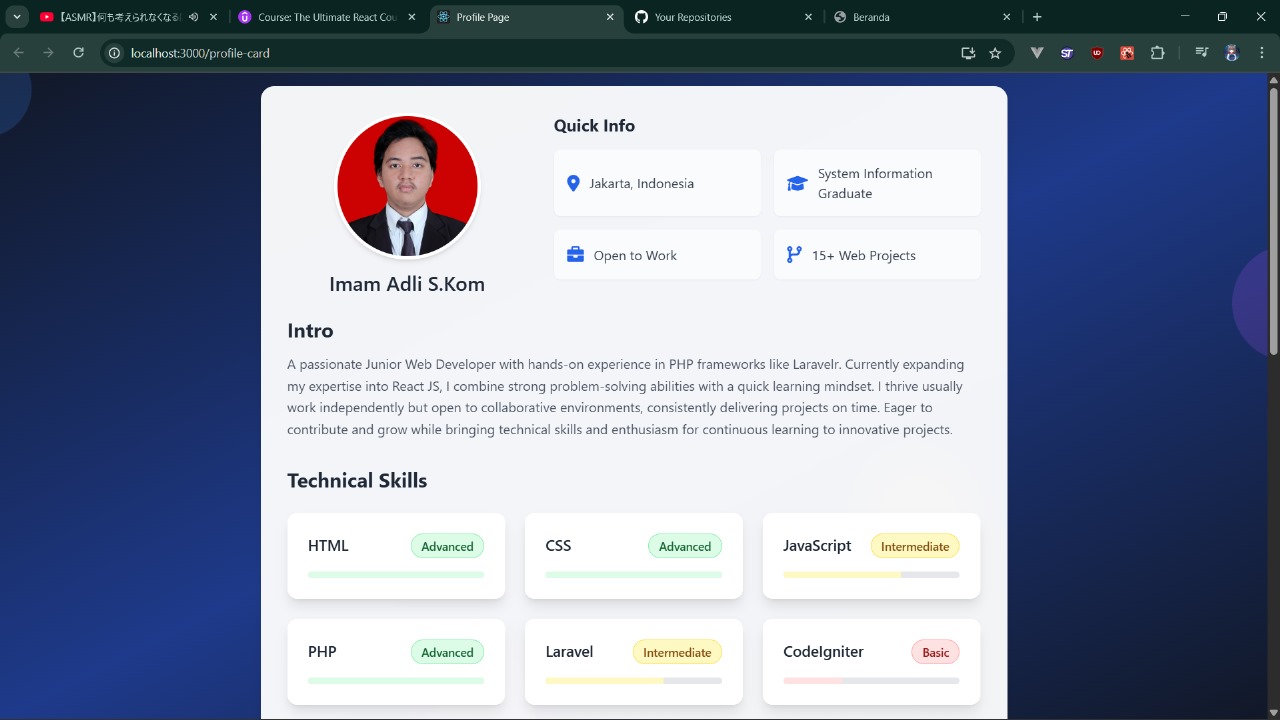 【ASMR】何も考えられなくなる
Course: The Ultimate React Cou
Profile Page
Your Repositories
Beranda
localhost:3000/profile-card
Quick Info
Jakarta, Indonesia
System Information
Graduate
Open to Work
15+ Web Projects
Imam Adli S.Kom
Intro
A passionate Junior Web Developer with hands-on experience in PHP frameworks like Laravelr. Currently expanding
my expertise into React JS, I combine strong problem-solving abilities with a quick learning mindset. I thrive usually
work independently but open to collaborative environments, consistently delivering projects on time. Eager to
contribute and grow while bringing technical skills and enthusiasm for continuous learning to innovative projects.
Technical Skills
HTML
Advanced
CSS
Advanced
JavaScript
Intermediate
PHP
Advanced
Laravel
Intermediate
CodeIgniter
Basic